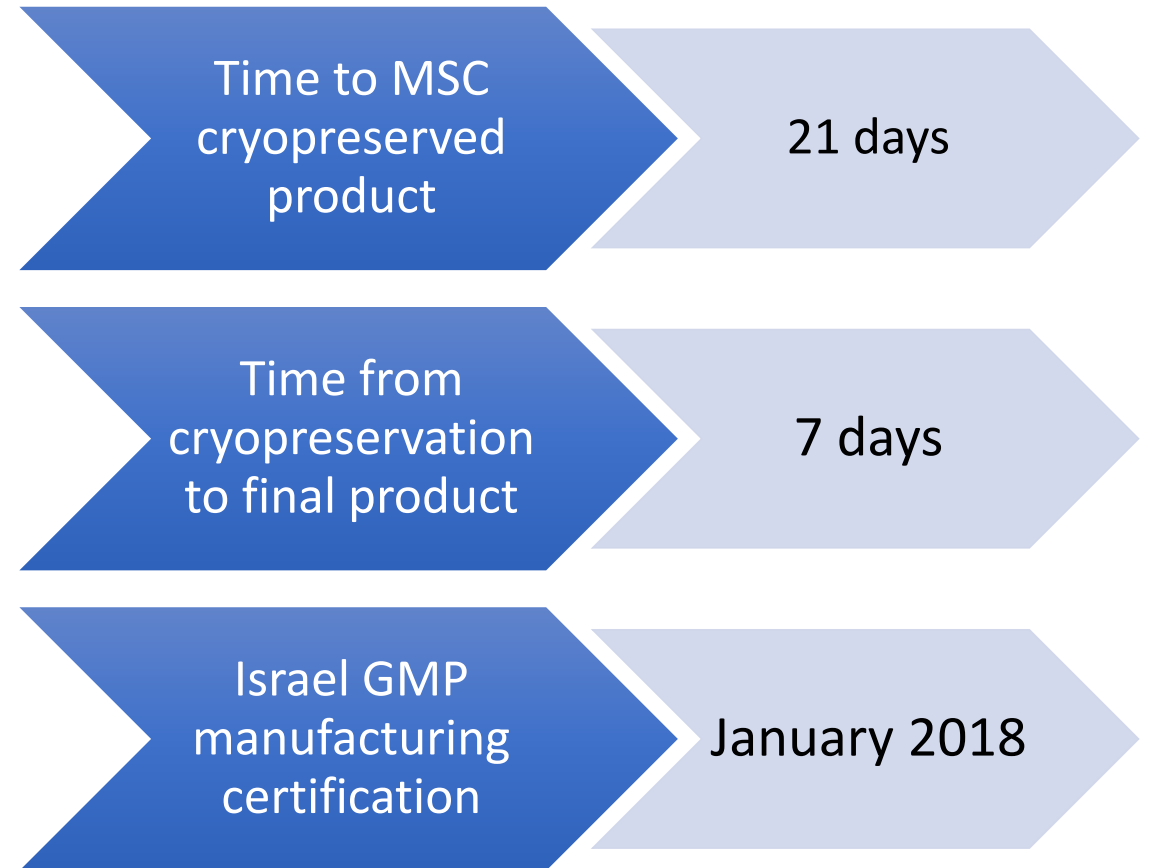 Time to MSC
cryopreserved
product
21 days
Time from
cryopreservation
to final product
7 days
Israel GMP
manufacturing
certification
January 2018